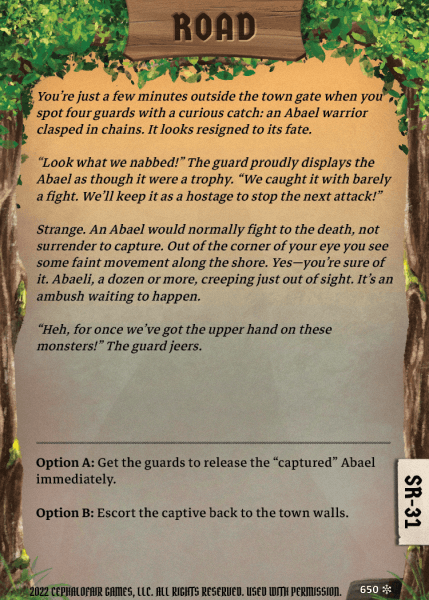 ROAD
You’re just a few minutes outside the town gate when you
spot four guards with a curious catch: an Abael warrior
clasped in chains. It looks resigned to its fate.
“Look what we nabbed!” The guard proudly displays the
Abael as though it were a trophy. “We caught it with barely
a fight. We’ll keep it as a hostage to stop the next attack!”
Strange. An Abael would normally fight to the death, not
surrender to capture. Out of the corner of your eye you see
some faint movement along the shore. Yes—you’re sure of
it. Abaeli, a dozen or more, creeping just out of sight. It’s an
ambush waiting to happen.
“Heh, for once we’ve got the upper hand on these
monsters!” The guard jeers.
Option A: Get the guards to release the “captured” Abael
immediately.
Option B: Escort the captive back to the town walls.
SR-31
2022 CEPHALOFAIR GAMES, LLC. ALL RIGHTS RESERVED. USED WITH PERMISSION.
650